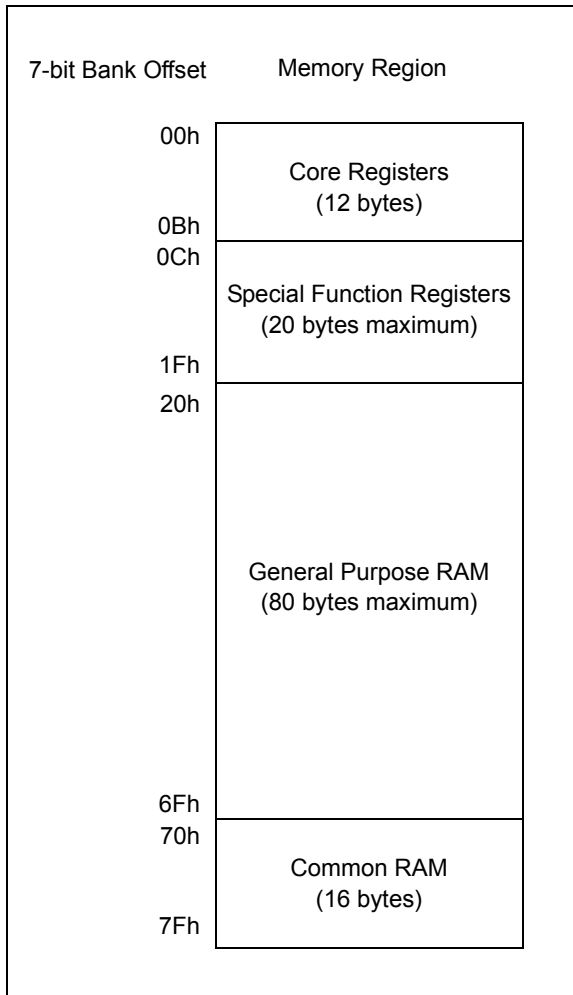 7-bit Bank Offset
Memory Region
00h
Core Registers
(12 bytes)
0Bh
0Ch
Special Function Registers
(20 bytes maximum)
1Fh
20h
General Purpose RAM
(80 bytes maximum)
6Fh
70h
Common RAM
(16 bytes)
7Fh